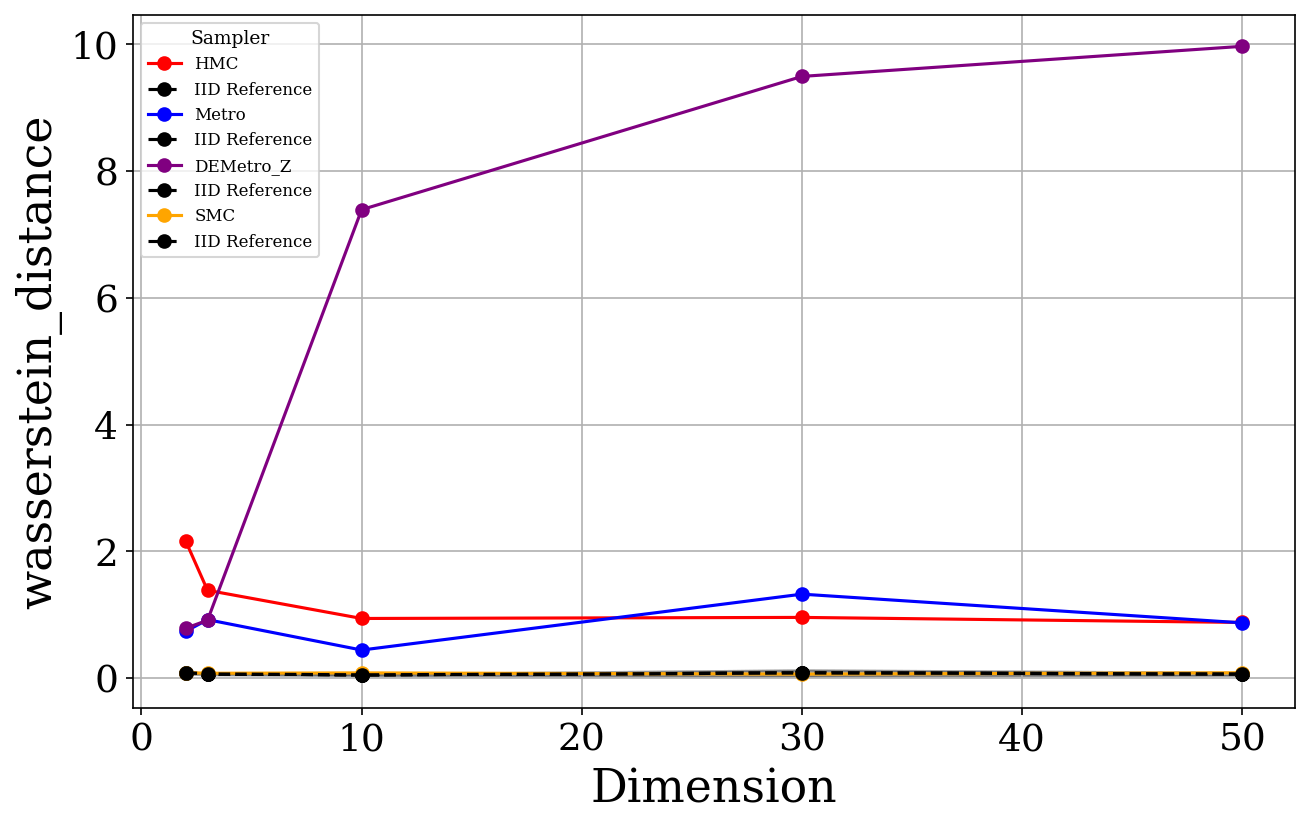 Sampler
HMC
IID Reference
Metro
IID Reference
DEMetro_Z
IID Reference
SMC
IID Reference
wasserstein_distance
10
8
6
4
2
0
0 10 20 30 40 50
Dimension